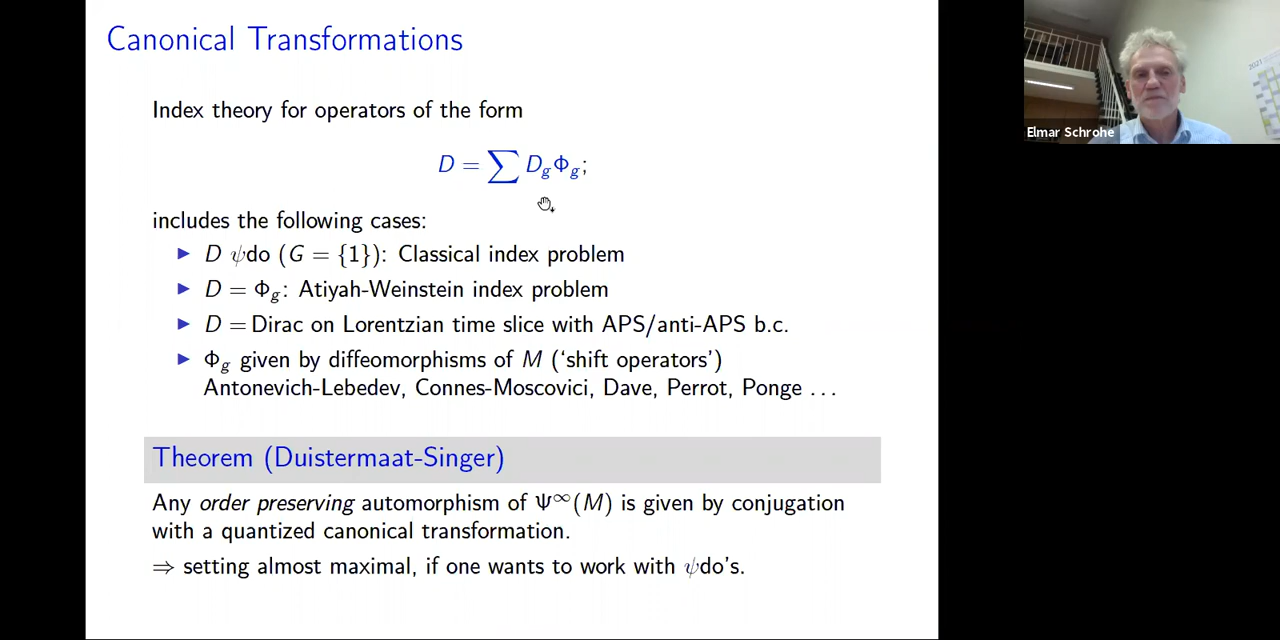 Canonical Transformations
Index theory for operators of the form
D = ∑ D_g Φ_g;
includes the following cases:
▶ D ψdo (G = {1}): Classical index problem
▶ D = Φ_g: Atiyah-Weinstein index problem
▶ D = Dirac on Lorentzian time slice with APS/anti-APS b.c.
▶ Φ_g given by diffeomorphisms of M (‘shift operators’)
Antonevich-Lebedev, Connes-Moscovici, Dave, Perrot, Ponge …
Theorem (Duistermaat-Singer)
Any order preserving automorphism of Ψ^∞(M) is given by conjugation
with a quantized canonical transformation.
⇒ setting almost maximal, if one wants to work with ψdo's.
Elmar Schrohe
2021